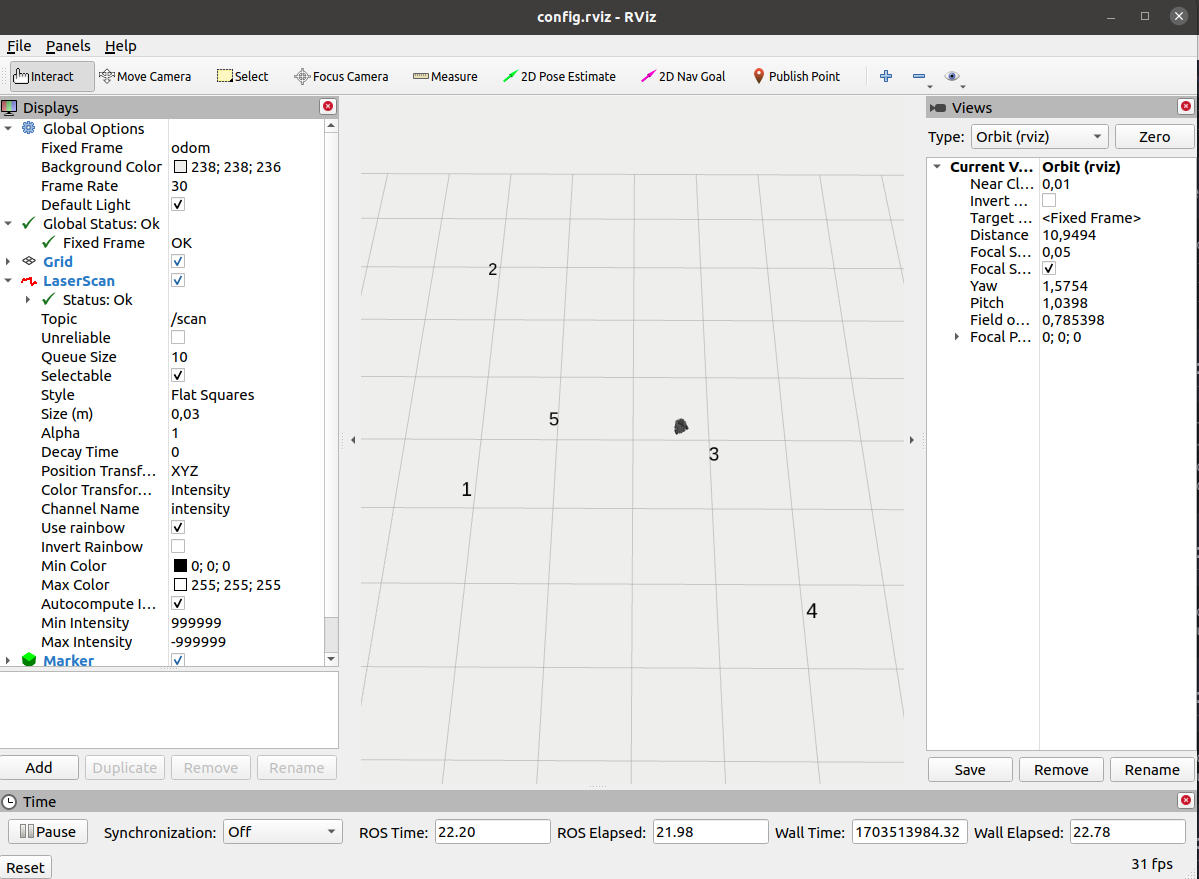 config.rviz - RViz
File Panels Help
Interact Move Camera Select Focus Camera Measure 2D Pose Estimate 2D Nav Goal Publish Point
Displays
Global Options
Fixed Frame odom
Background Color 238; 238; 236
Frame Rate 30
Default Light
Global Status: Ok
Fixed Frame OK
Grid
LaserScan
Status: Ok
Topic /scan
Unreliable
Queue Size 10
Selectable
Style Flat Squares
Size (m) 0,03
Alpha 1
Decay Time 0
Position Transf... XYZ
Color Transfor... Intensity
Channel Name intensity
Use rainbow
Invert Rainbow
Min Color 0; 0; 0
Max Color 255; 255; 255
Autocompute I...
Min Intensity 999999
Max Intensity -999999
Marker
Add Duplicate Remove Rename
2
5
3
1
4
Views
Type: Orbit (rviz) Zero
Current V... Orbit (rviz)
Near Cl... 0,01
Invert ...
Target ... <Fixed Frame>
Distance 10,9494
Focal S... 0,05
Focal S...
Yaw 1,5754
Pitch 1,0398
Field o... 0,785398
Focal P... 0; 0; 0
Save Remove Rename
Time
Pause Synchronization: Off ROS Time: 22.20 ROS Elapsed: 21.98 Wall Time: 1703513984.32 Wall Elapsed: 22.78
Reset 31 fps